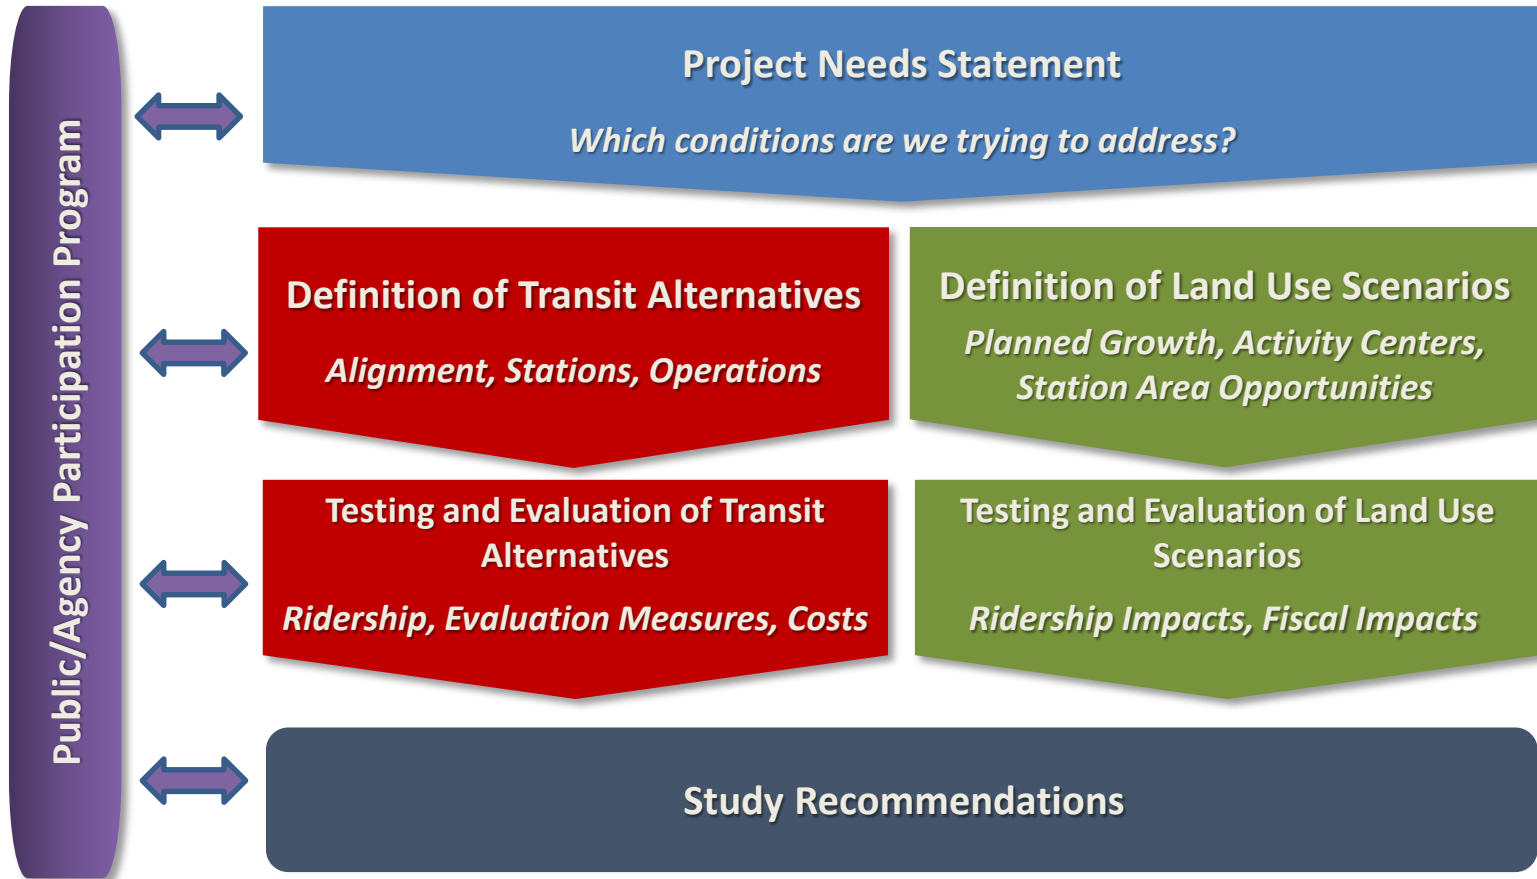 Public/Agency Participation Program
Project Needs Statement
Which conditions are we trying to address?
Definition of Transit Alternatives
Alignment, Stations, Operations
Definition of Land Use Scenarios
Planned Growth, Activity Centers,
Station Area Opportunities
Testing and Evaluation of Transit
Alternatives
Ridership, Evaluation Measures, Costs
Testing and Evaluation of Land Use
Scenarios
Ridership Impacts, Fiscal Impacts
Study Recommendations